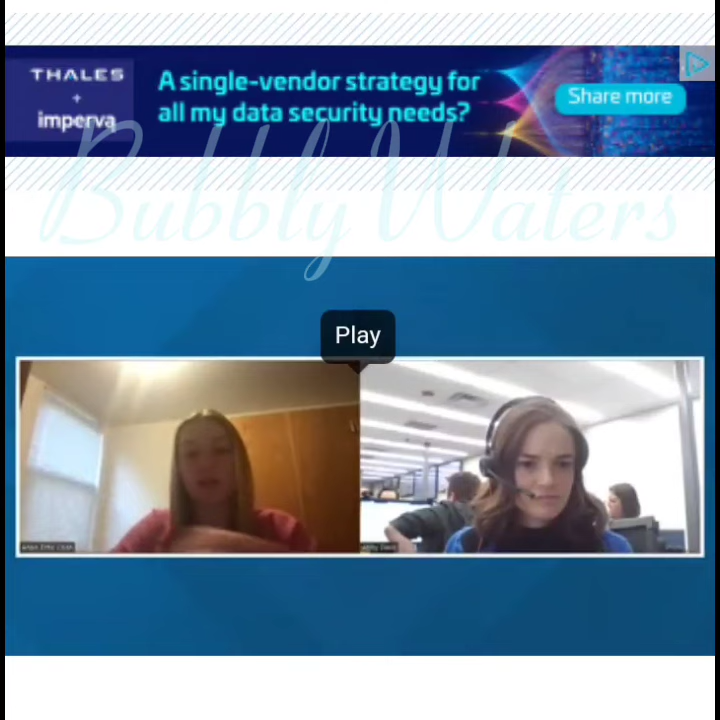 THALES
+
imperva
A single-vendor strategy for
all my data security needs?
Share more
Bubbly Waters
Play